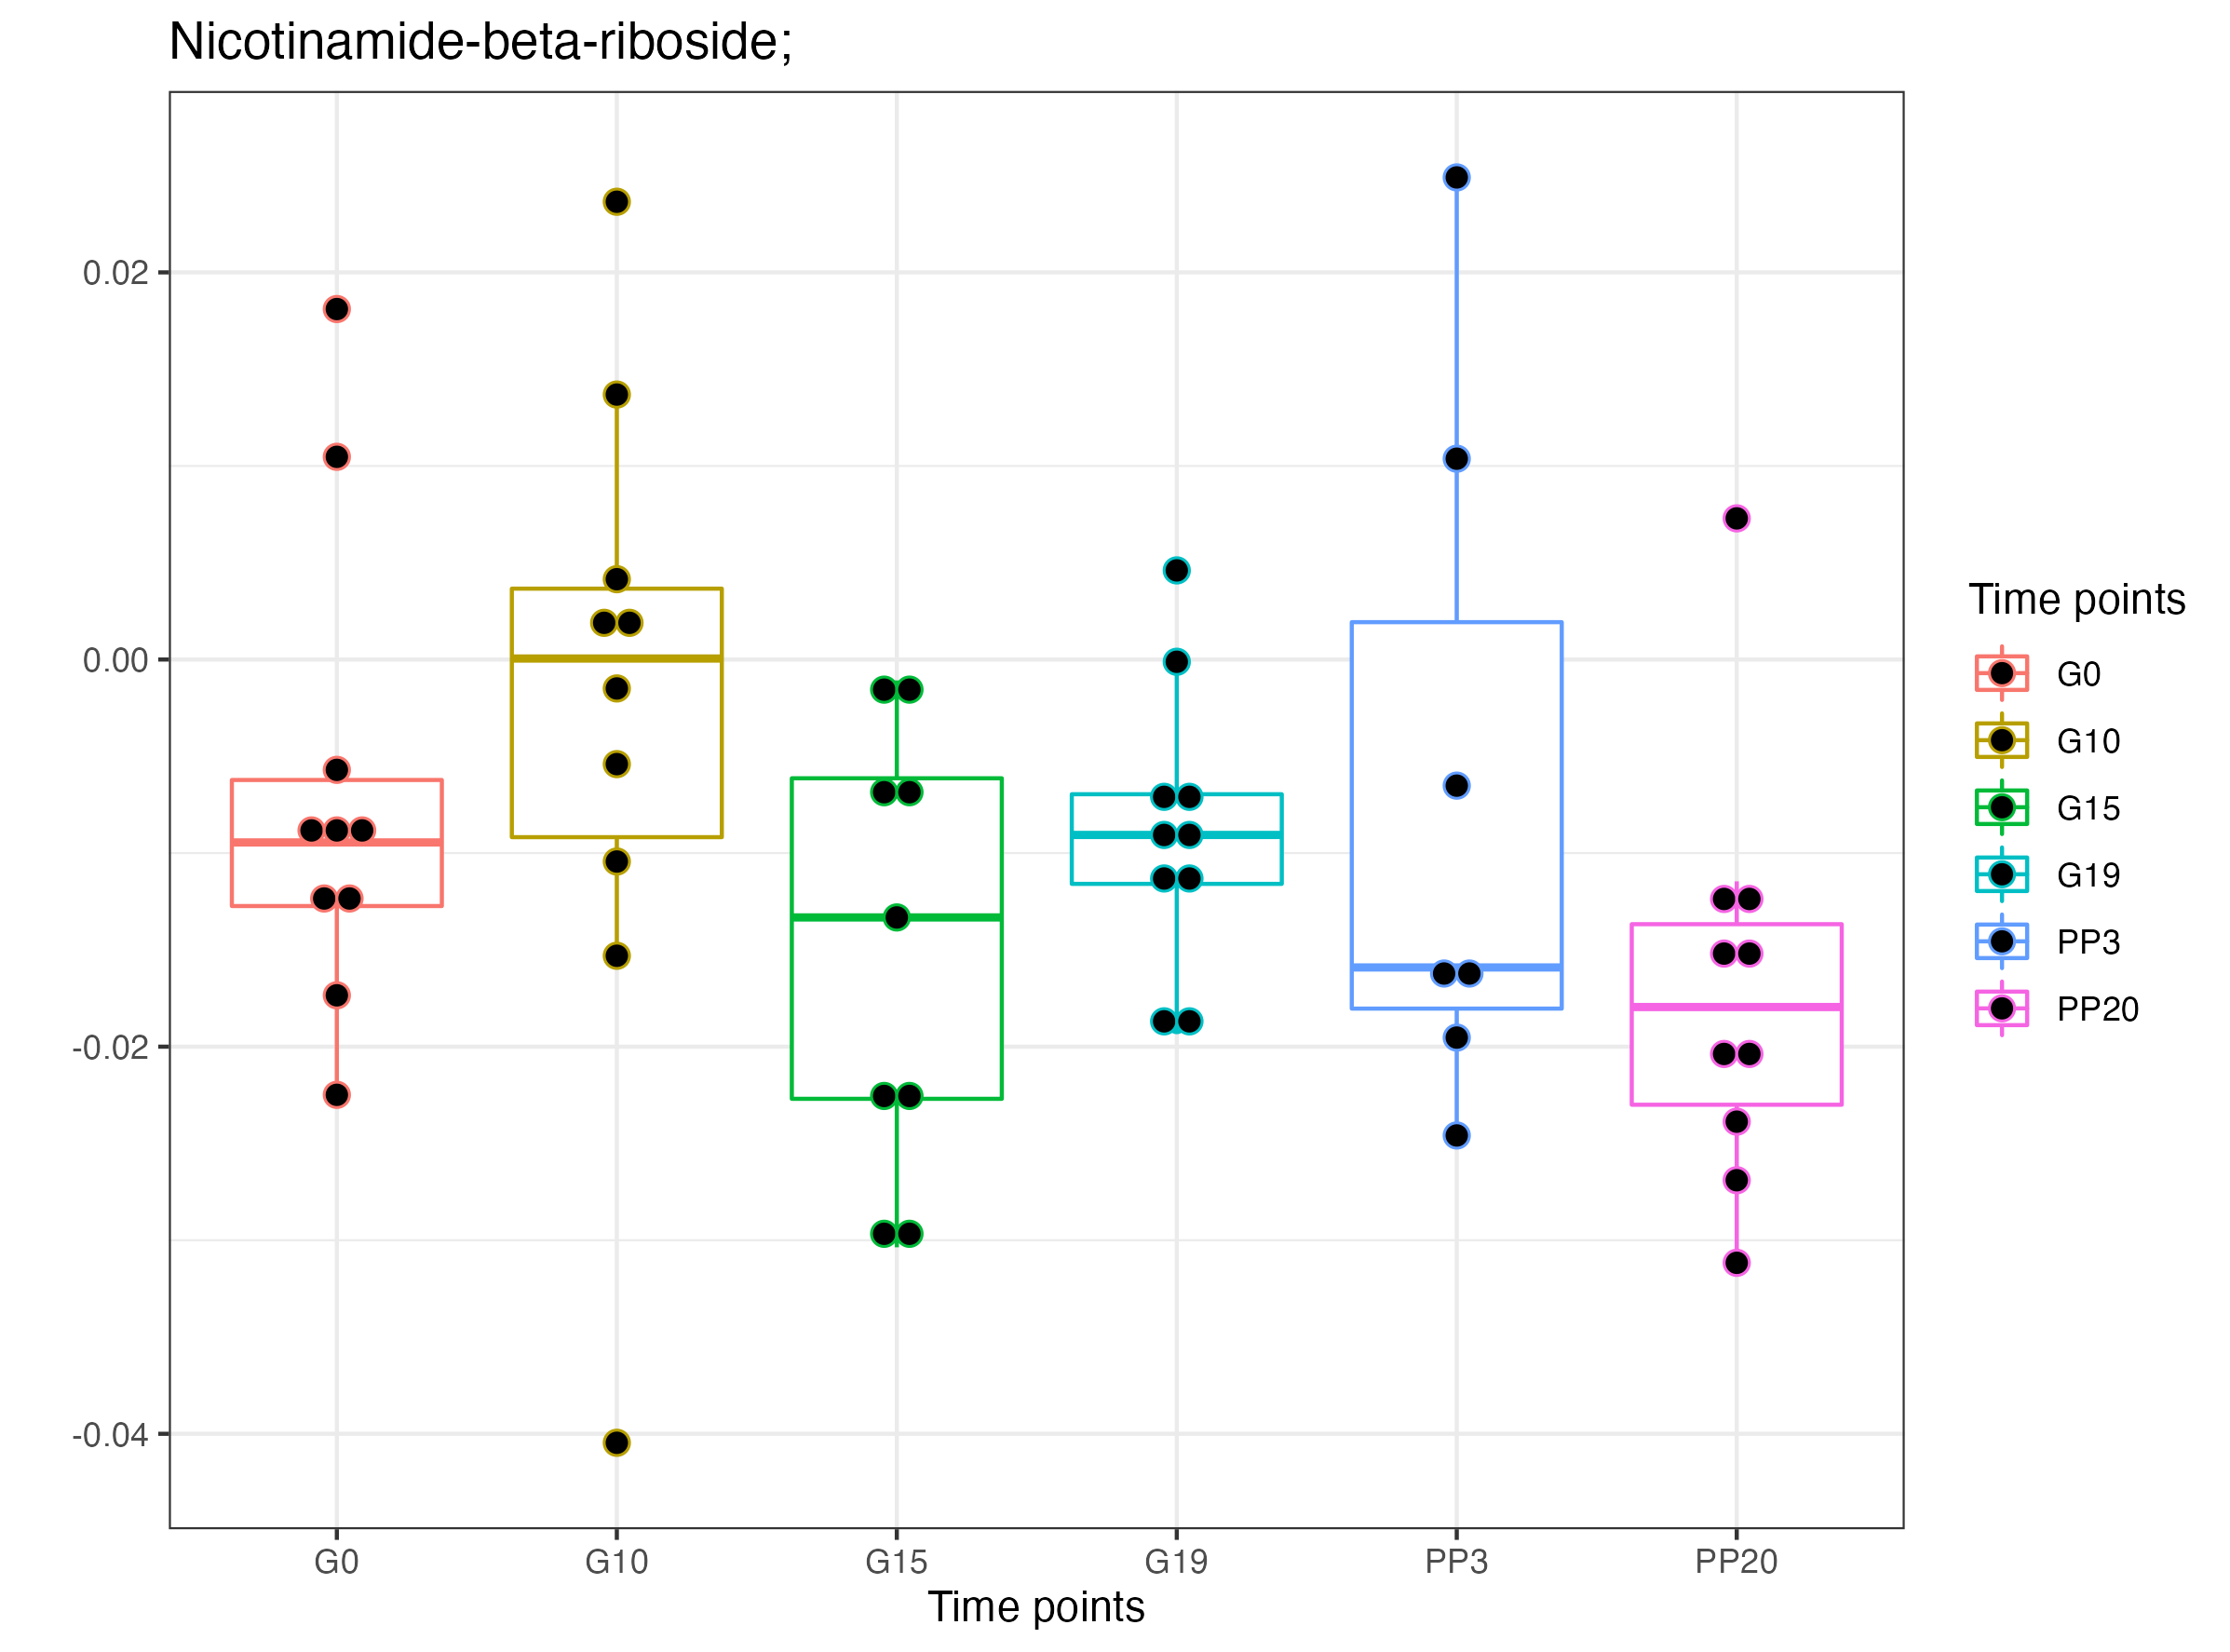 Nicotinamide-beta-riboside;
0.02
0.00
-0.02
-0.04
G0 G10 G15 G19 PP3 PP20
Time points
Time points
G0
G10
G15
G19
PP3
PP20